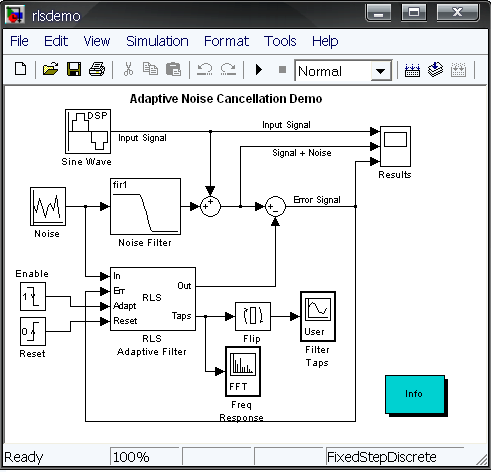 rlsdemo
File Edit View Simulation Format Tools Help
Normal
Adaptive Noise Cancellation Demo
DSP
Sine Wave
Input Signal
Input Signal
Signal + Noise
Results
Noise
fir1
Noise Filter
+
+
+
-
Error Signal
Enable
1
0
Reset
In
Err
Adapt
Reset
RLS
Out
Taps
RLS
Adaptive Filter
Flip
User
Filter
Taps
FFT
Freq
Response
Info
Ready
100%
FixedStepDiscrete